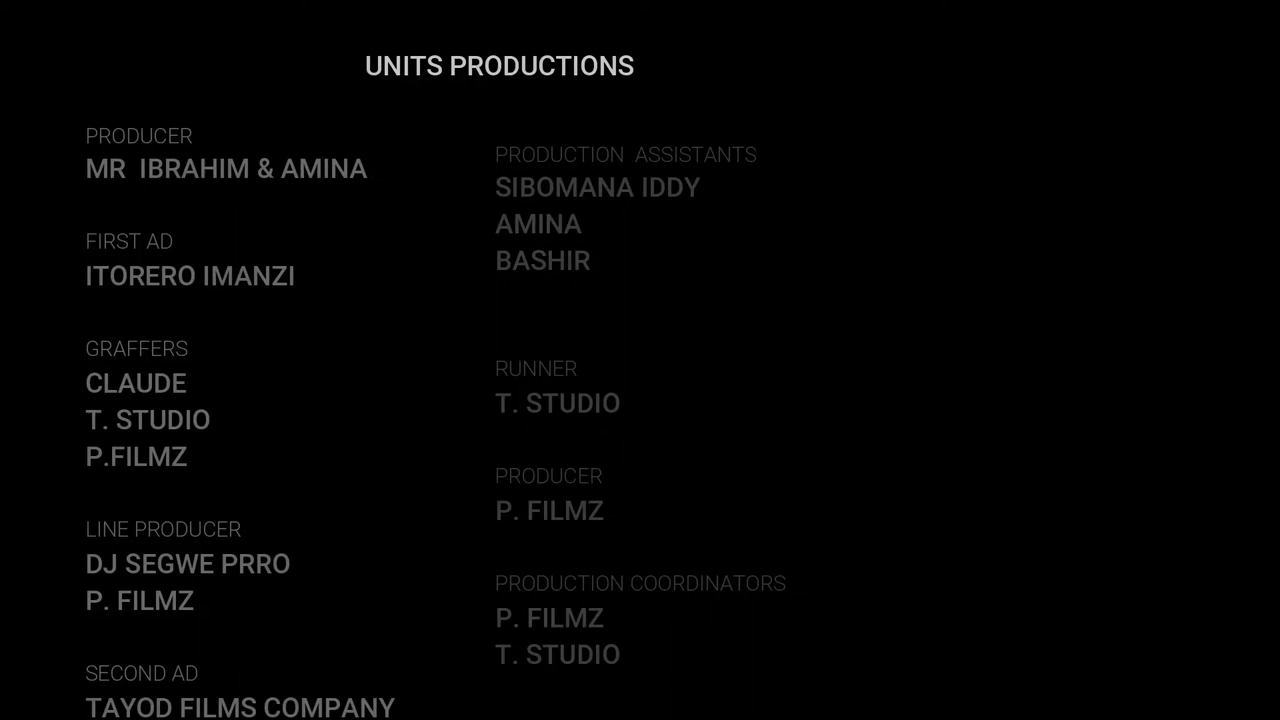 UNITS PRODUCTIONS
PRODUCER
MR IBRAHIM & AMINA
FIRST AD
ITORERO IMANZI
GRAFFERS
CLAUDE
T. STUDIO
P.FILMZ
LINE PRODUCER
DJ SEGWE PRRO
P. FILMZ
SECOND AD
TAYOD FILMS COMPANY
PRODUCTION ASSISTANTS
SIBOMANA IDDY
AMINA
BASHIR
RUNNER
T. STUDIO
PRODUCER
P. FILMZ
PRODUCTION COORDINATORS
P. FILMZ
T. STUDIO